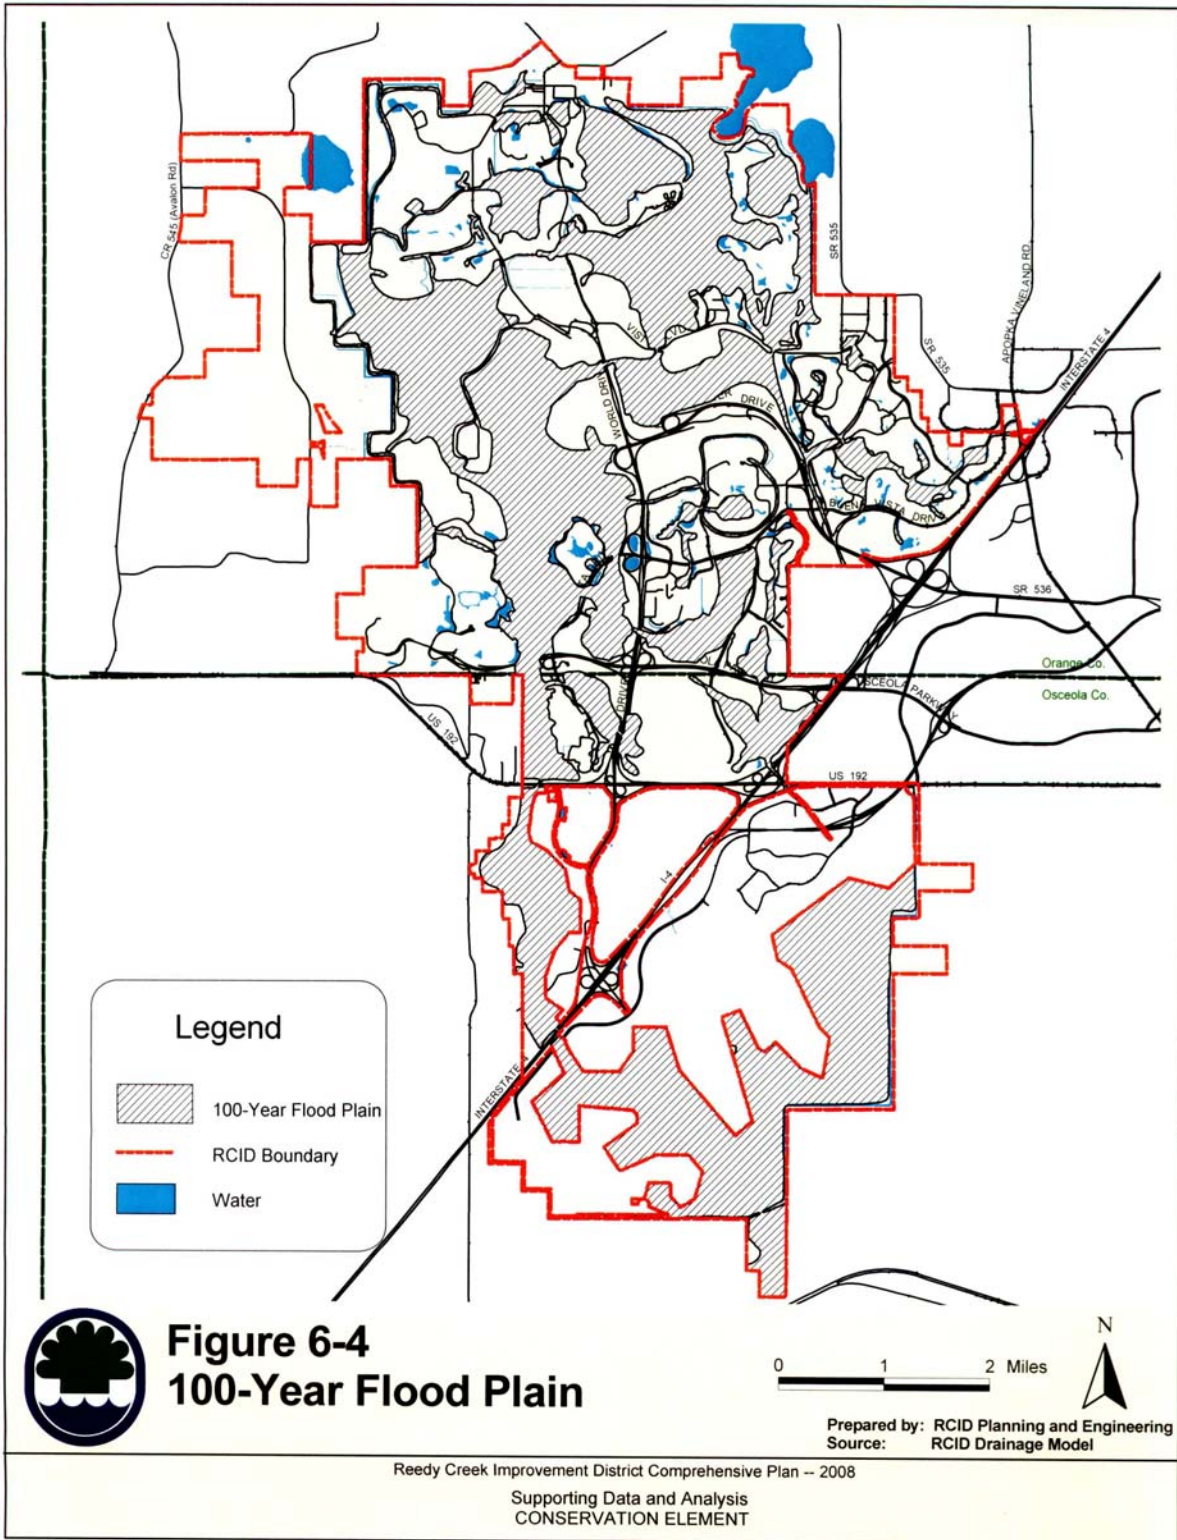 CR 545 (Avalon Rd)
SR 535
APOPKA VINELAND RD
INTERSTATE 4
SR 535
WORLD DRI
DRIVE
BUENA VISTA DRIV
SR 536
Orange Co.
Osceola Co.
OSCEOLA PARKWAY
DRIVE
US 192
US 192
I-4
INTERSTATE 4
Legend
100-Year Flood Plain
RCID Boundary
Water
Figure 6-4
100-Year Flood Plain
0 1 2 Miles
N
Prepared by: RCID Planning and Engineering
Source: RCID Drainage Model
Reedy Creek Improvement District Comprehensive Plan -- 2008
Supporting Data and Analysis
CONSERVATION ELEMENT